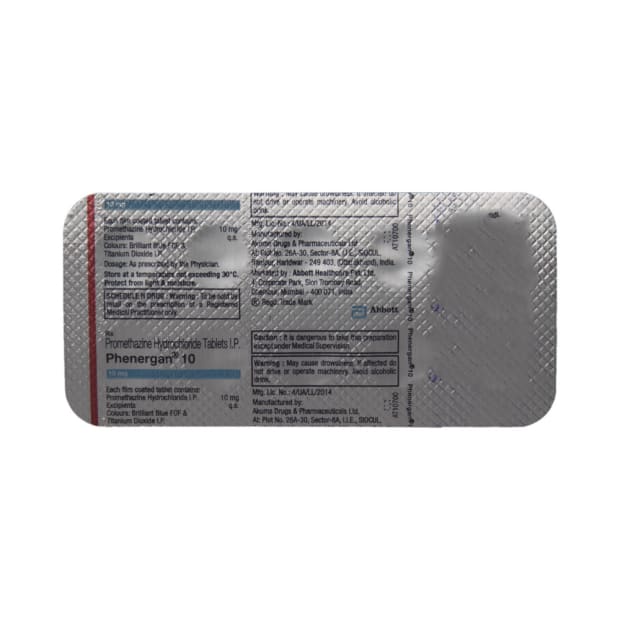 10 mg
Each film coated tablet contains:
Promethazine Hydrochloride I.P. 10 mg
Excipients q.s.
Colours: Brilliant Blue FCF &
Titanium Dioxide I.P.
Dosage: As prescribed by the Physician.
Store at a temperature not exceeding 30°C.
Protect from light & moisture.
SCHEDULE H DRUG : Warning : To be sold by
retail on the prescription of a Registered
Medical Practitioner only.
Rx
Promethazine Hydrochloride Tablets I.P.
Phenergan® 10
10 mg
Each film coated tablet contains:
Promethazine Hydrochloride I.P. 10 mg
Excipients q.s.
Colours: Brilliant Blue FCF &
Titanium Dioxide I.P.
Warning : May cause drowsiness. If affected do
not drive or operate machinery. Avoid alcoholic
drink.
Mfg. Lic. No.: 4/UA/LL/2014
Manufactured by:
Akums Drugs & Pharmaceuticals Ltd
At: Plot No. 26A-30, Sector-8A, I.I.E., SIDCUL,
Ranipur, Haridwar - 249 403, (Uttarakhand), India.
Marketed by : Abbott Healthcare Pvt. Ltd.
4, Corporate Park, Sion Trombay Road,
Chembur, Mumbai - 400 071, India
® Regd. Trade Mark
Abbott
Caution : It is dangerous to take this preparation
except under Medical Supervision.
Warning : May cause drowsiness. If affected do
not drive or operate machinery. Avoid alcoholic
drink.
Mfg. Lic. No.: 4/UA/LL/2014
Manufactured by:
Akums Drugs & Pharmaceuticals Ltd.
At: Plot No. 26A-30, Sector-8A, I.I.E., SIDCUL,
Phenergan® 10
Phenergan® 10
Phenergan® 10
Phenergan®